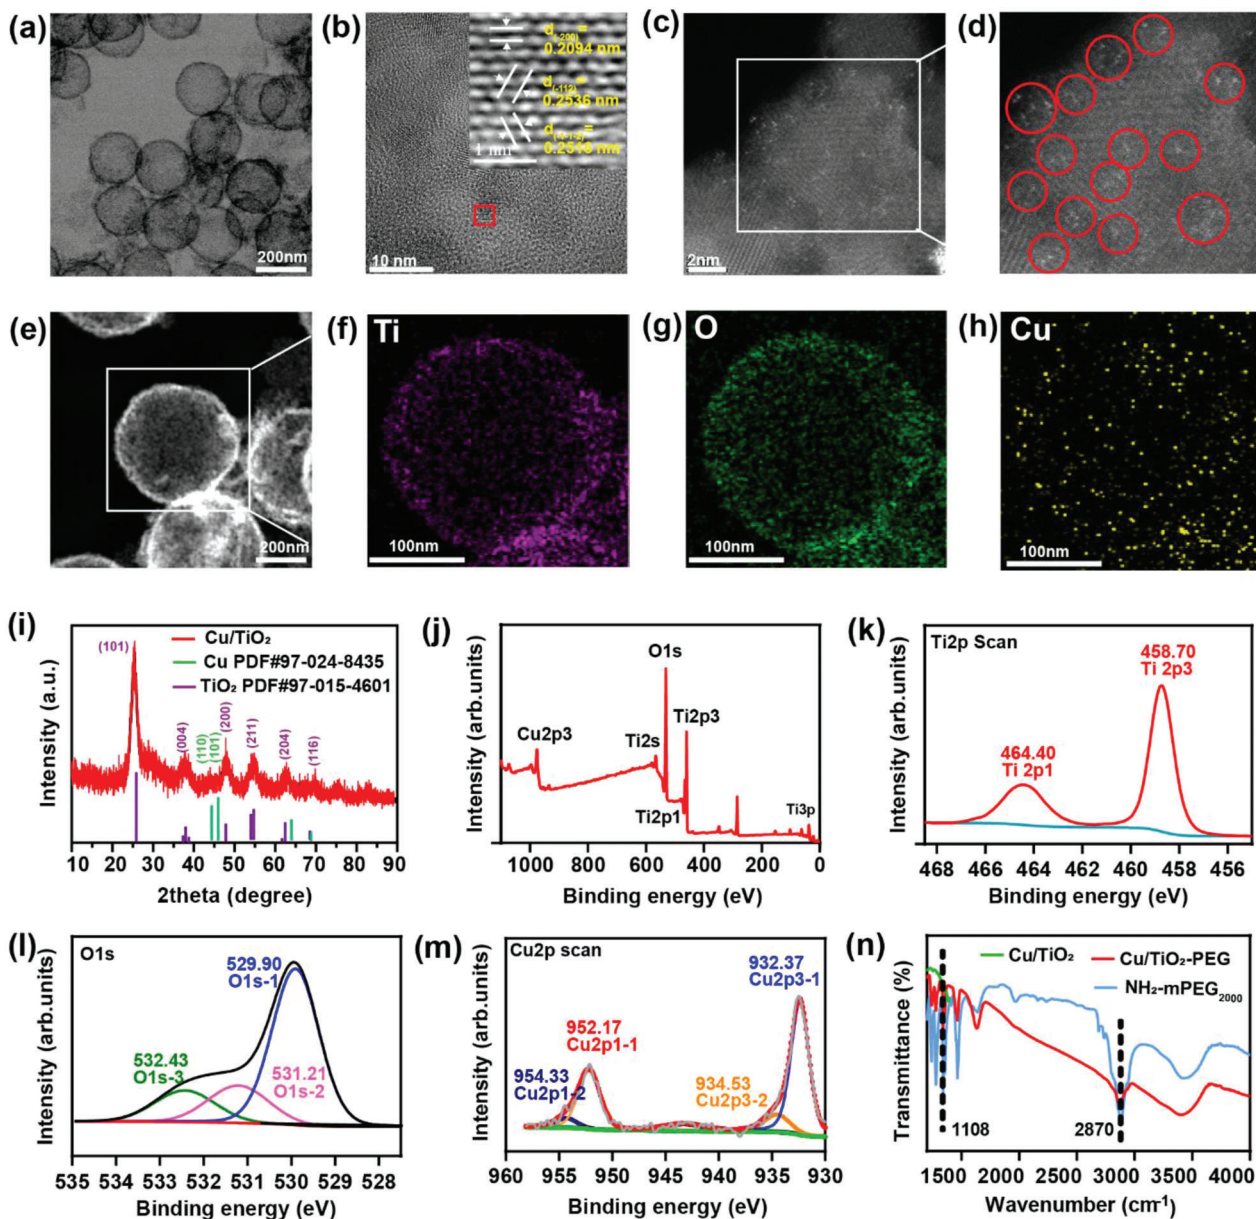 (a)
200nm
(b)
d(-200)=
0.2094 nm
d(-112)=
0.2536 nm
d(-1-12)=
0.2518 nm
1 nm
10 nm
(c)
2nm
(d)
(e)
200nm
(f)
Ti
100nm
(g)
O
100nm
(h)
Cu
100nm
(i)
Cu/TiO₂
Cu PDF#97-024-8435
TiO₂ PDF#97-015-4601
(101)
(004)
(110)
(101)
(200)
(211)
(204)
(116)
Intensity (a.u.)
10 20 30 40 50 60 70 80 90
2theta (degree)
(j)
O1s
Cu2p3
Ti2s
Ti2p3
Ti2p1
Ti3p
Intensity (arb.units)
1000 800 600 400 200 0
Binding energy (eV)
(k)
Ti2p Scan
458.70
Ti 2p3
464.40
Ti 2p1
Intensity (arb.units)
468 466 464 462 460 458 456
Binding energy (eV)
(l)
O1s
529.90
O1s-1
532.43
O1s-3
531.21
O1s-2
Intensity (arb.units)
535 534 533 532 531 530 529 528
Binding energy (eV)
(m)
Cu2p scan
932.37
Cu2p3-1
952.17
Cu2p1-1
954.33
Cu2p1-2
934.53
Cu2p3-2
Intensity (arb.units)
960 955 950 945 940 935 930
Binding energy (eV)
(n)
Cu/TiO₂
Cu/TiO₂-PEG
NH₂-mPEG₂₀₀₀
1108
2870
Transmittance (%)
1500 2000 2500 3000 3500 4000
Wavenumber (cm⁻¹)